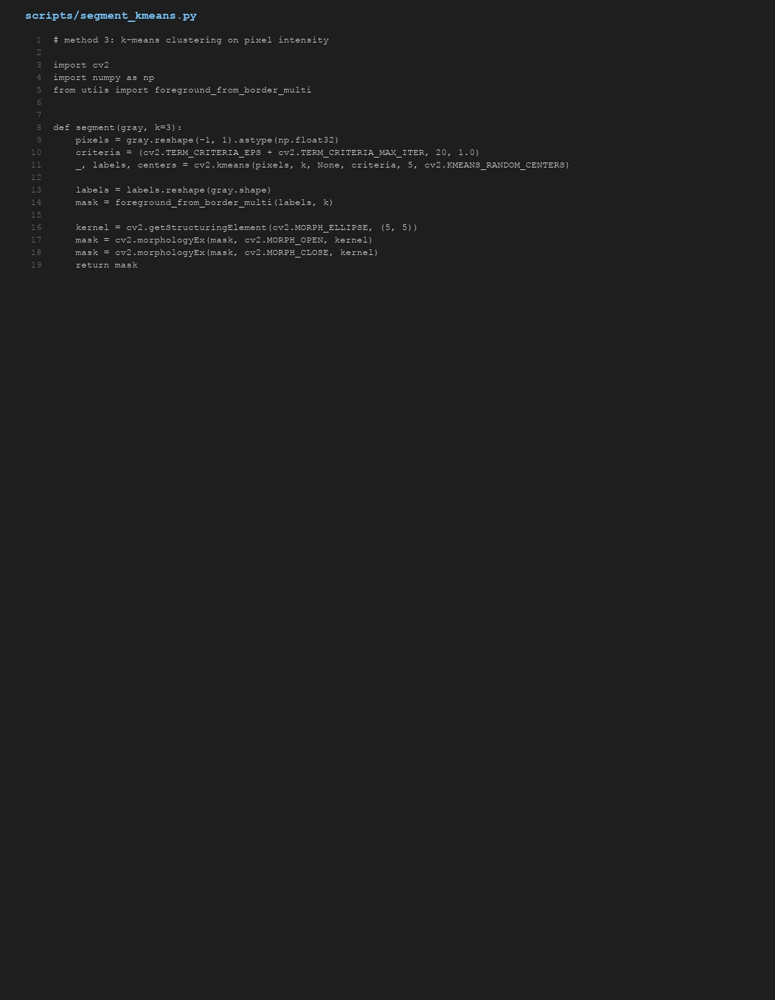 scripts/segment_kmeans.py
1 # method 3: k-means clustering on pixel intensity
2
3 import cv2
4 import numpy as np
5 from utils import foreground_from_border_multi
6
7
8 def segment(gray, k=3):
9     pixels = gray.reshape(-1, 1).astype(np.float32)
10     criteria = (cv2.TERM_CRITERIA_EPS + cv2.TERM_CRITERIA_MAX_ITER, 20, 1.0)
11     _, labels, centers = cv2.kmeans(pixels, k, None, criteria, 5, cv2.KMEANS_RANDOM_CENTERS)
12
13     labels = labels.reshape(gray.shape)
14     mask = foreground_from_border_multi(labels, k)
15
16     kernel = cv2.getStructuringElement(cv2.MORPH_ELLIPSE, (5, 5))
17     mask = cv2.morphologyEx(mask, cv2.MORPH_OPEN, kernel)
18     mask = cv2.morphologyEx(mask, cv2.MORPH_CLOSE, kernel)
19     return mask